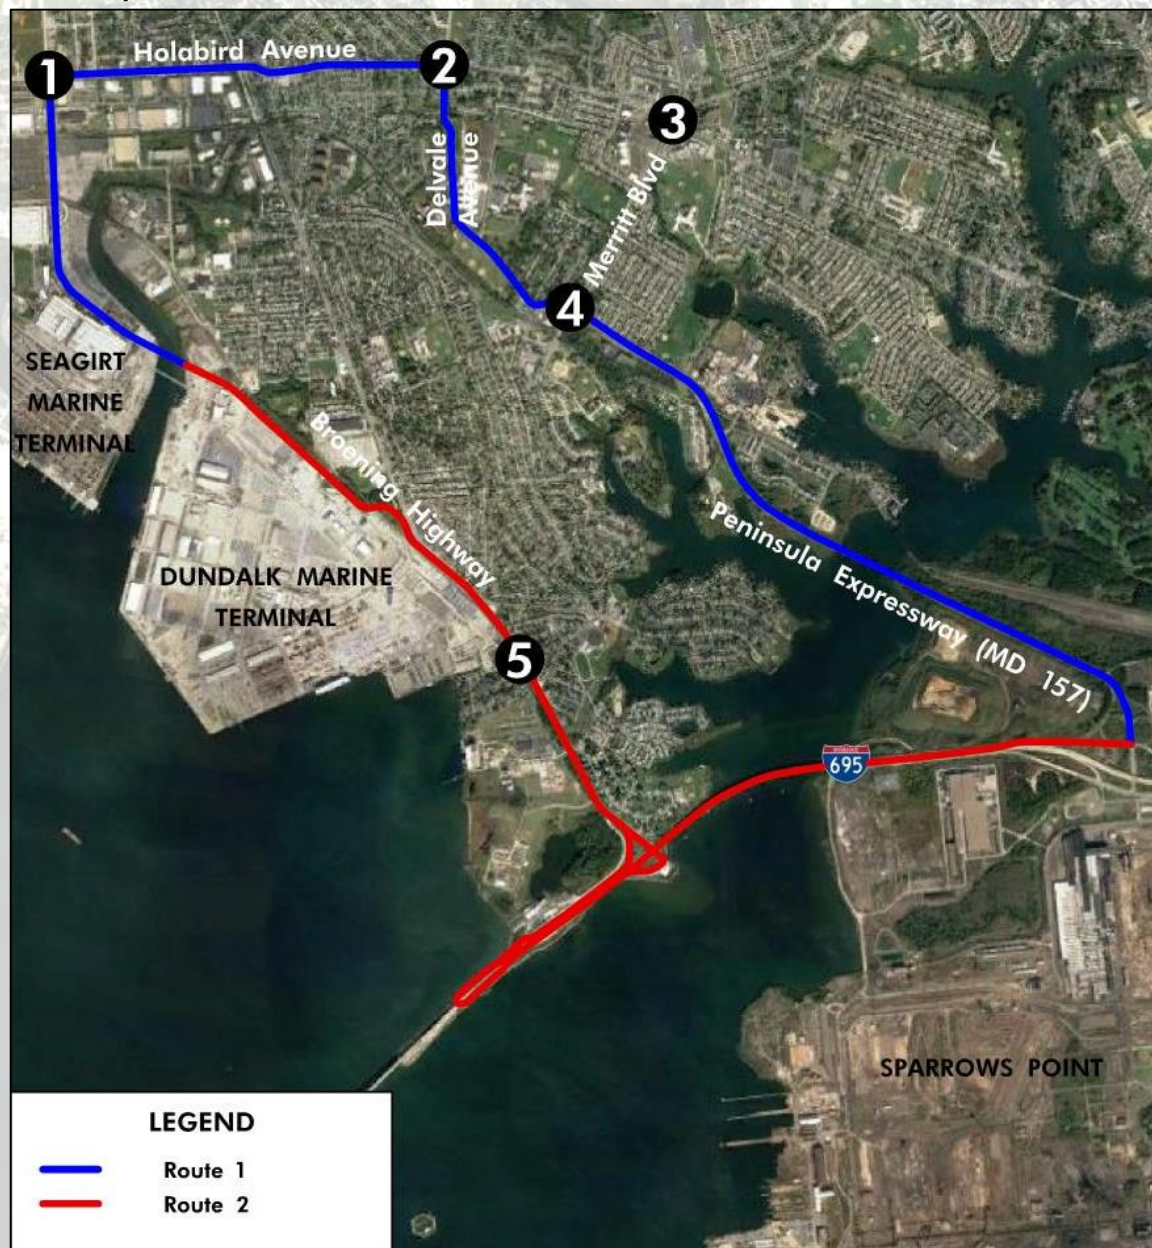 1
Holabird Avenue
2
3
Delvale
Avenue
Merritt Blvd
4
SEAGIRT
MARINE
TERMINAL
Broening Highway
Peninsula Expressway (MD 157)
DUNDALK MARINE
TERMINAL
5
695
SPARROWS POINT
LEGEND
Route 1
Route 2